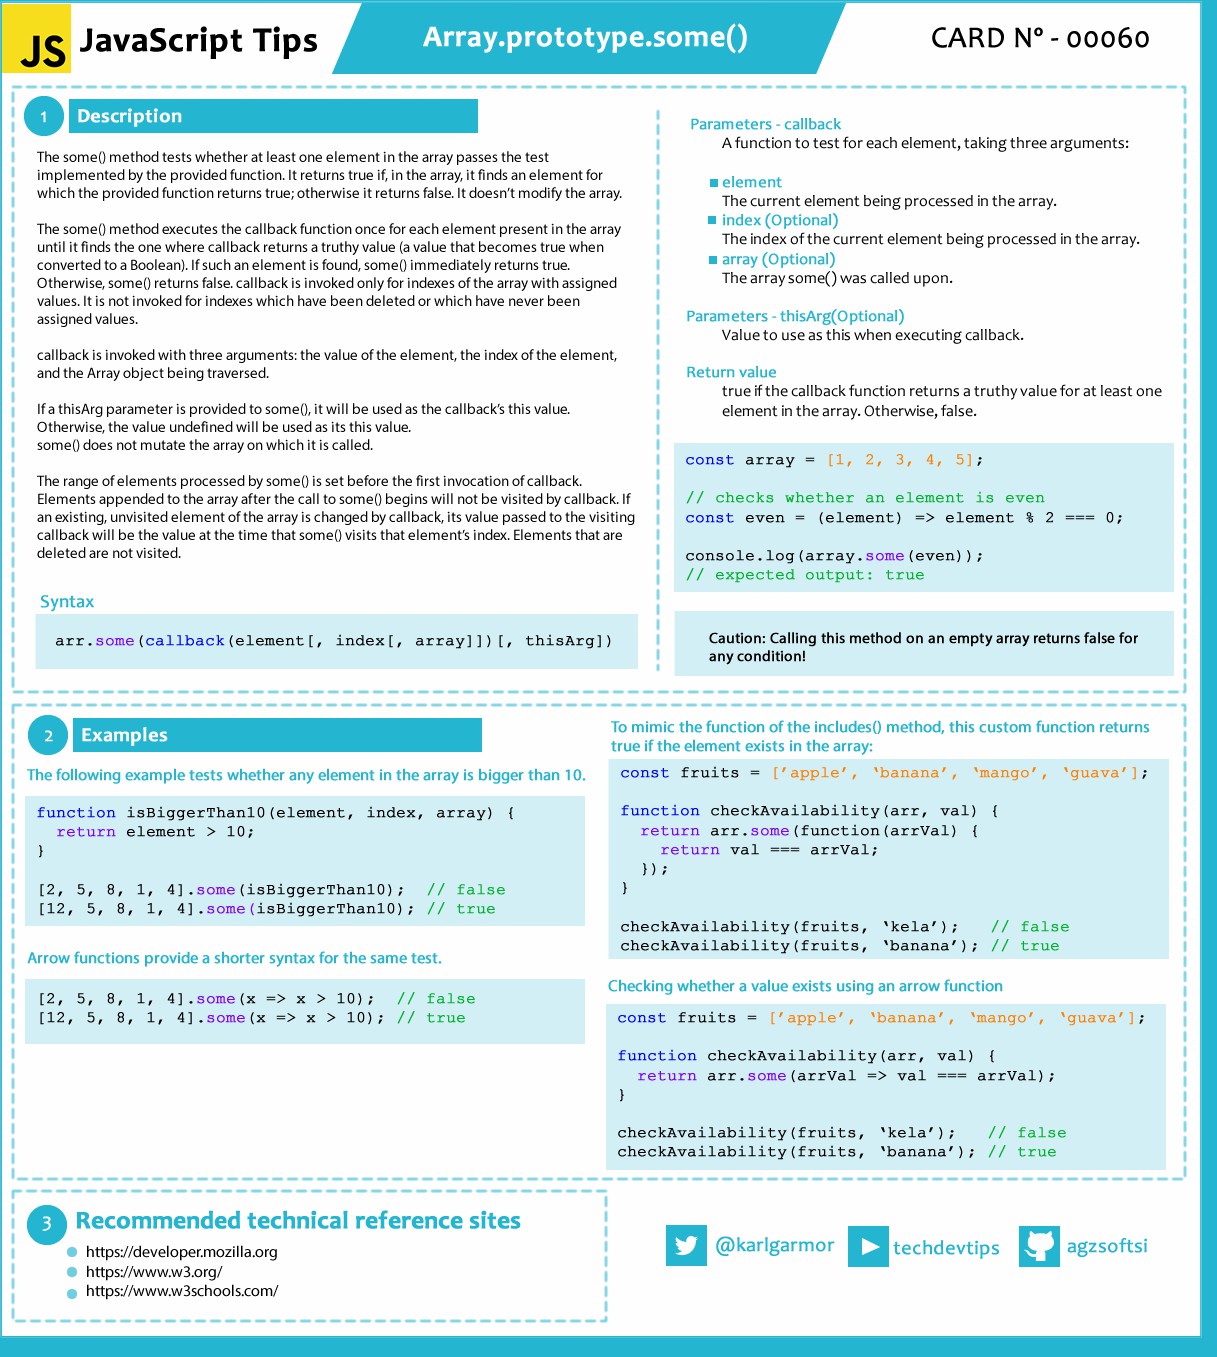 JS JavaScript Tips
Array.prototype.some()
CARD Nº - 00060
1 Description
The some() method tests whether at least one element in the array passes the test
implemented by the provided function. It returns true if, in the array, it finds an element for
which the provided function returns true; otherwise it returns false. It doesn't modify the array.
The some() method executes the callback function once for each element present in the array
until it finds the one where callback returns a truthy value (a value that becomes true when
converted to a Boolean). If such an element is found, some() immediately returns true.
Otherwise, some() returns false. callback is invoked only for indexes of the array with assigned
values. It is not invoked for indexes which have been deleted or which have never been
assigned values.
callback is invoked with three arguments: the value of the element, the index of the element,
and the Array object being traversed.
If a thisArg parameter is provided to some(), it will be used as the callback's this value.
Otherwise, the value undefined will be used as its this value.
some() does not mutate the array on which it is called.
The range of elements processed by some() is set before the first invocation of callback.
Elements appended to the array after the call to some() begins will not be visited by callback. If
an existing, unvisited element of the array is changed by callback, its value passed to the visiting
callback will be the value at the time that some() visits that element's index. Elements that are
deleted are not visited.
Syntax
arr.some(callback(element[, index[, array]])[, thisArg])
Parameters - callback
A function to test for each element, taking three arguments:
element
The current element being processed in the array.
index (Optional)
The index of the current element being processed in the array.
array (Optional)
The array some() was called upon.
Parameters - thisArg(Optional)
Value to use as this when executing callback.
Return value
true if the callback function returns a truthy value for at least one
element in the array. Otherwise, false.
const array = [1, 2, 3, 4, 5];
// checks whether an element is even
const even = (element) => element % 2 === 0;
console.log(array.some(even));
// expected output: true
Caution: Calling this method on an empty array returns false for
any condition!
2 Examples
The following example tests whether any element in the array is bigger than 10.
function isBiggerThan10(element, index, array) {
return element > 10;
}
[2, 5, 8, 1, 4].some(isBiggerThan10); // false
[12, 5, 8, 1, 4].some(isBiggerThan10); // true
Arrow functions provide a shorter syntax for the same test.
[2, 5, 8, 1, 4].some(x => x > 10); // false
[12, 5, 8, 1, 4].some(x => x > 10); // true
To mimic the function of the includes() method, this custom function returns
true if the element exists in the array:
const fruits = ['apple', 'banana', 'mango', 'guava'];
function checkAvailability(arr, val) {
return arr.some(function(arrVal) {
return val === arrVal;
});
}
checkAvailability(fruits, 'kela'); // false
checkAvailability(fruits, 'banana'); // true
Checking whether a value exists using an arrow function
const fruits = ['apple', 'banana', 'mango', 'guava'];
function checkAvailability(arr, val) {
return arr.some(arrVal => val === arrVal);
}
checkAvailability(fruits, 'kela'); // false
checkAvailability(fruits, 'banana'); // true
3 Recommended technical reference sites
https://developer.mozilla.org
https://www.w3.org/
https://www.w3schools.com/
@karlgarmor techdevtips agzsoftsi